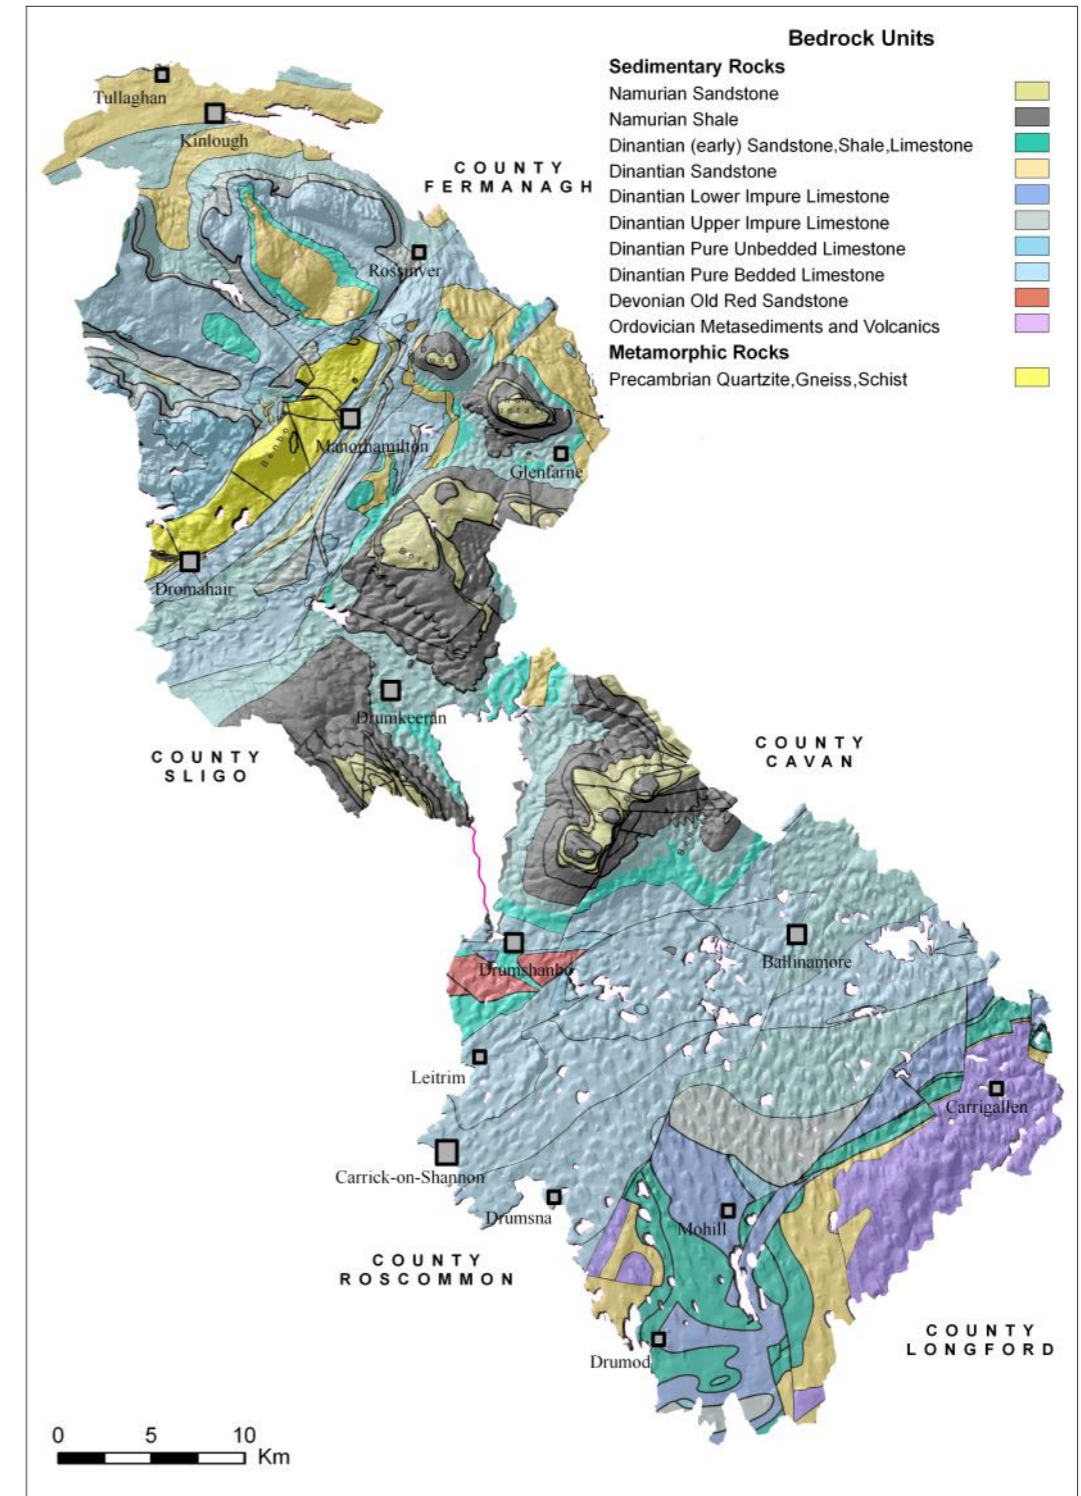 Bedrock Units
Sedimentary Rocks
Namurian Sandstone
Namurian Shale
Dinantian (early) Sandstone,Shale,Limestone
Dinantian Sandstone
Dinantian Lower Impure Limestone
Dinantian Upper Impure Limestone
Dinantian Pure Unbedded Limestone
Dinantian Pure Bedded Limestone
Devonian Old Red Sandstone
Ordovician Metasediments and Volcanics
Metamorphic Rocks
Precambrian Quartzite,Gneiss,Schist
Tullaghan
Kinlough
COUNTY
FERMANAGH
Rossinver
Manorhamilton
Glenfarne
Dromahair
Drumkeeran
COUNTY
SLIGO
COUNTY
CAVAN
Drumshanbo
Ballinamore
Leitrim
Carrigallen
Carrick-on-Shannon
Drumsna
Mohill
COUNTY
ROSCOMMON
COUNTY
LONGFORD
Drumod
0 5 10
Km